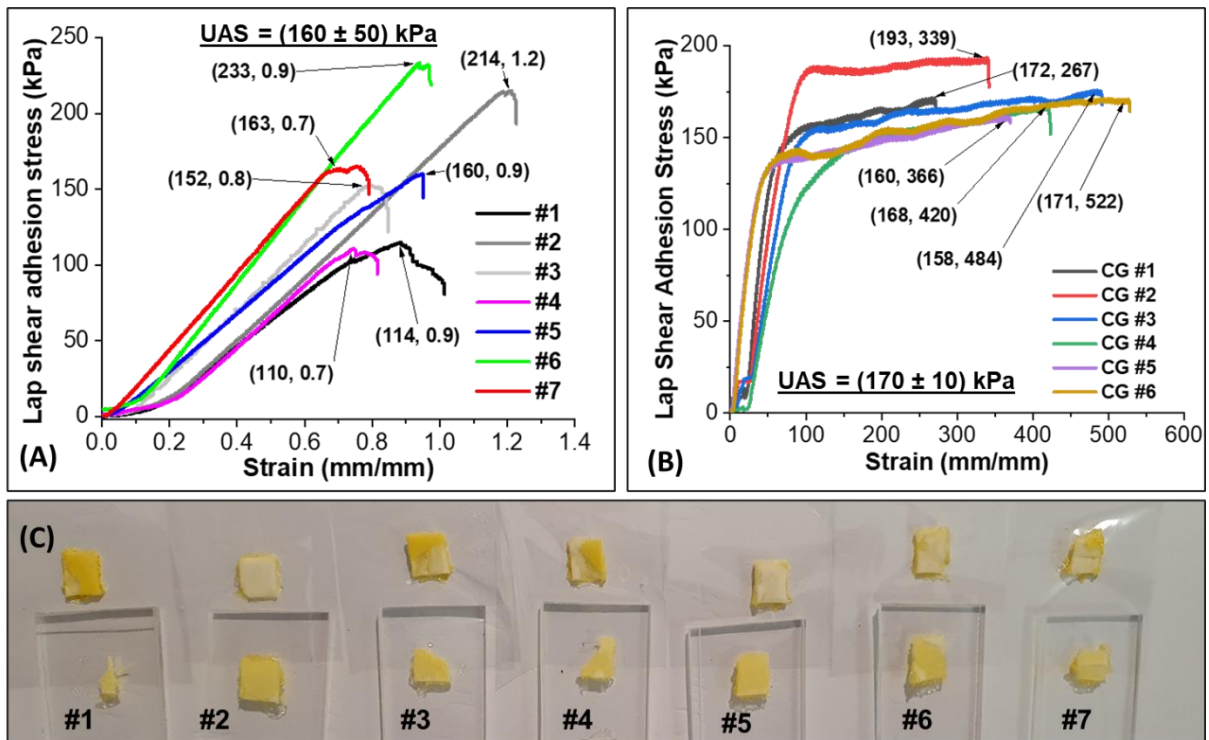 UAS = (160 ± 50) kPa
250
200
150
100
50
0
Lap shear adhesion stress (kPa)
(233, 0.9)
(214, 1.2)
(163, 0.7)
(152, 0.8)
(160, 0.9)
(110, 0.7)
(114, 0.9)
#1
#2
#3
#4
#5
#6
#7
0.0 0.2 0.4 0.6 0.8 1.0 1.2 1.4
Strain (mm/mm)
(A)
200
150
100
50
0
Lap Shear Adhesion Stress (kPa)
(193, 339)
(172, 267)
(160, 366)
(168, 420)
(171, 522)
(158, 484)
CG #1
CG #2
CG #3
CG #4
CG #5
CG #6
UAS = (170 ± 10) kPa
0 100 200 300 400 500 600
Strain (mm/mm)
(B)
(C)
#1 #2 #3 #4 #5 #6 #7